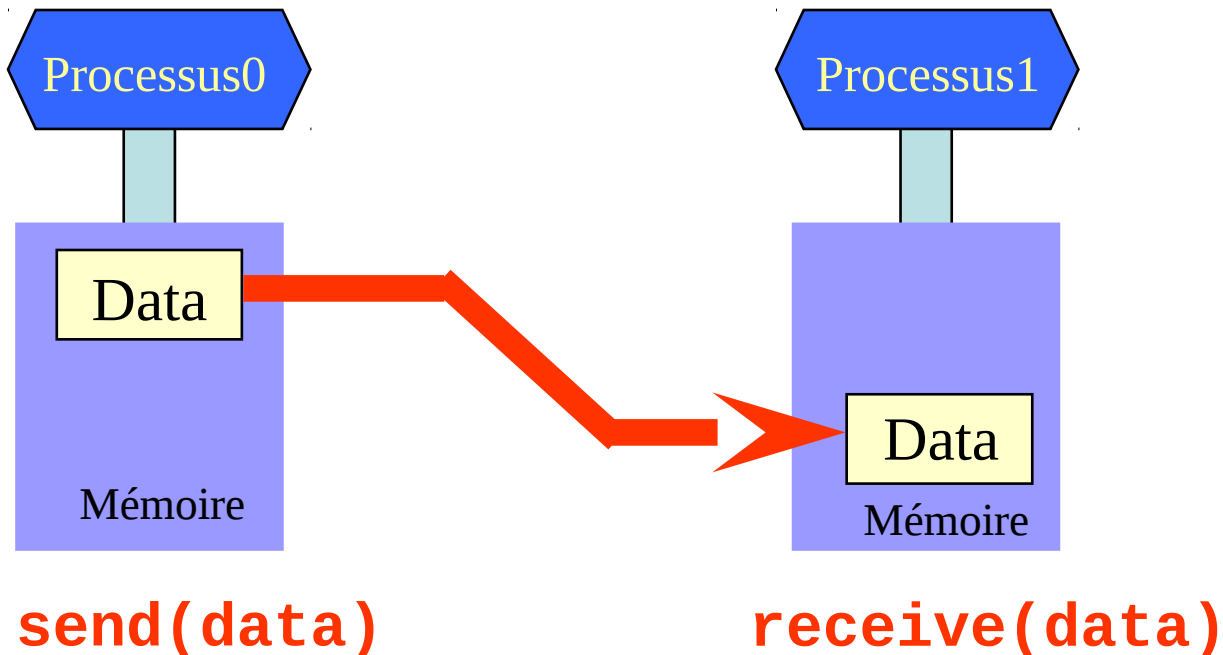 Processus0
Processus1
Data
Data
Mémoire
Mémoire
send(data)
receive(data)